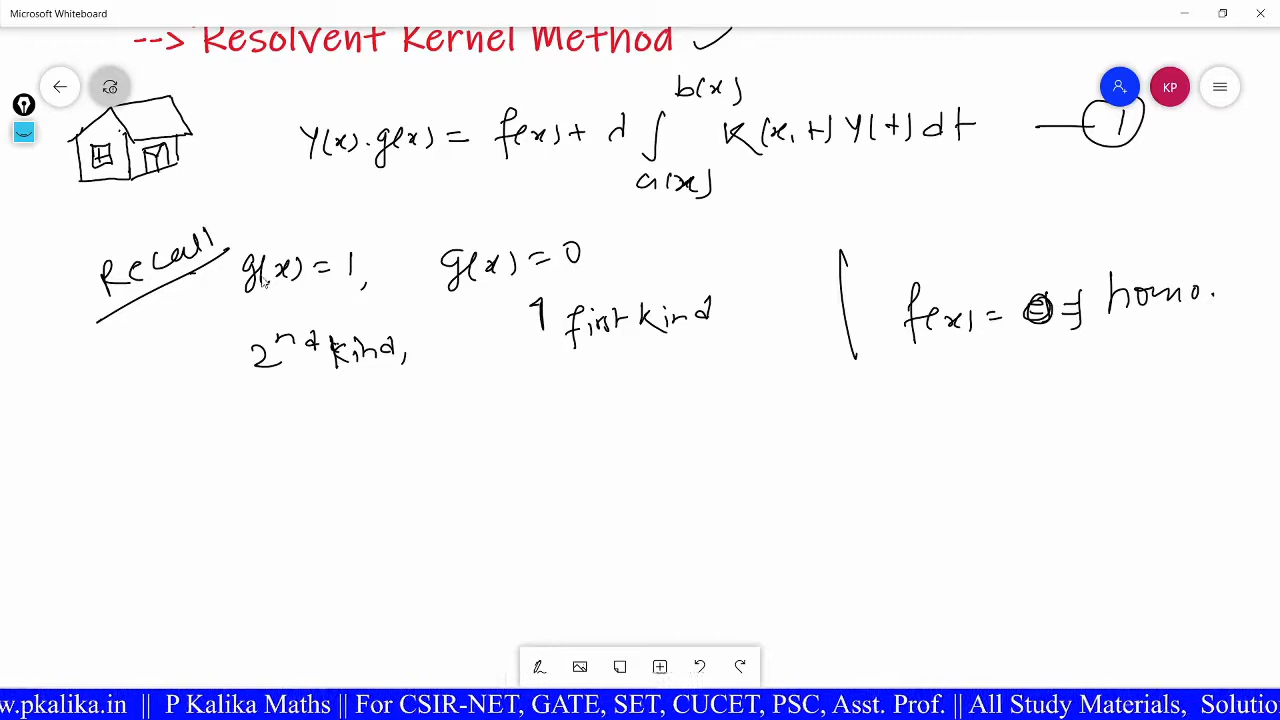 Microsoft Whiteboard
--> Resolvent Kernel Method ✓
KP
y(x).g(x) = f(x) + λ ∫ₐ₍ₓ₎ᵇ⁽ˣ⁾ K(x,t) y(t) dt — 1
Recall g(x) = 1, g(x) = 0
2nd kind, first kind
f(x) = 0 homo.
w.pkalika.in || P Kalika Maths || For CSIR-NET, GATE, SET, CUCET, PSC, Asst. Prof. || All Study Materials, Solutio